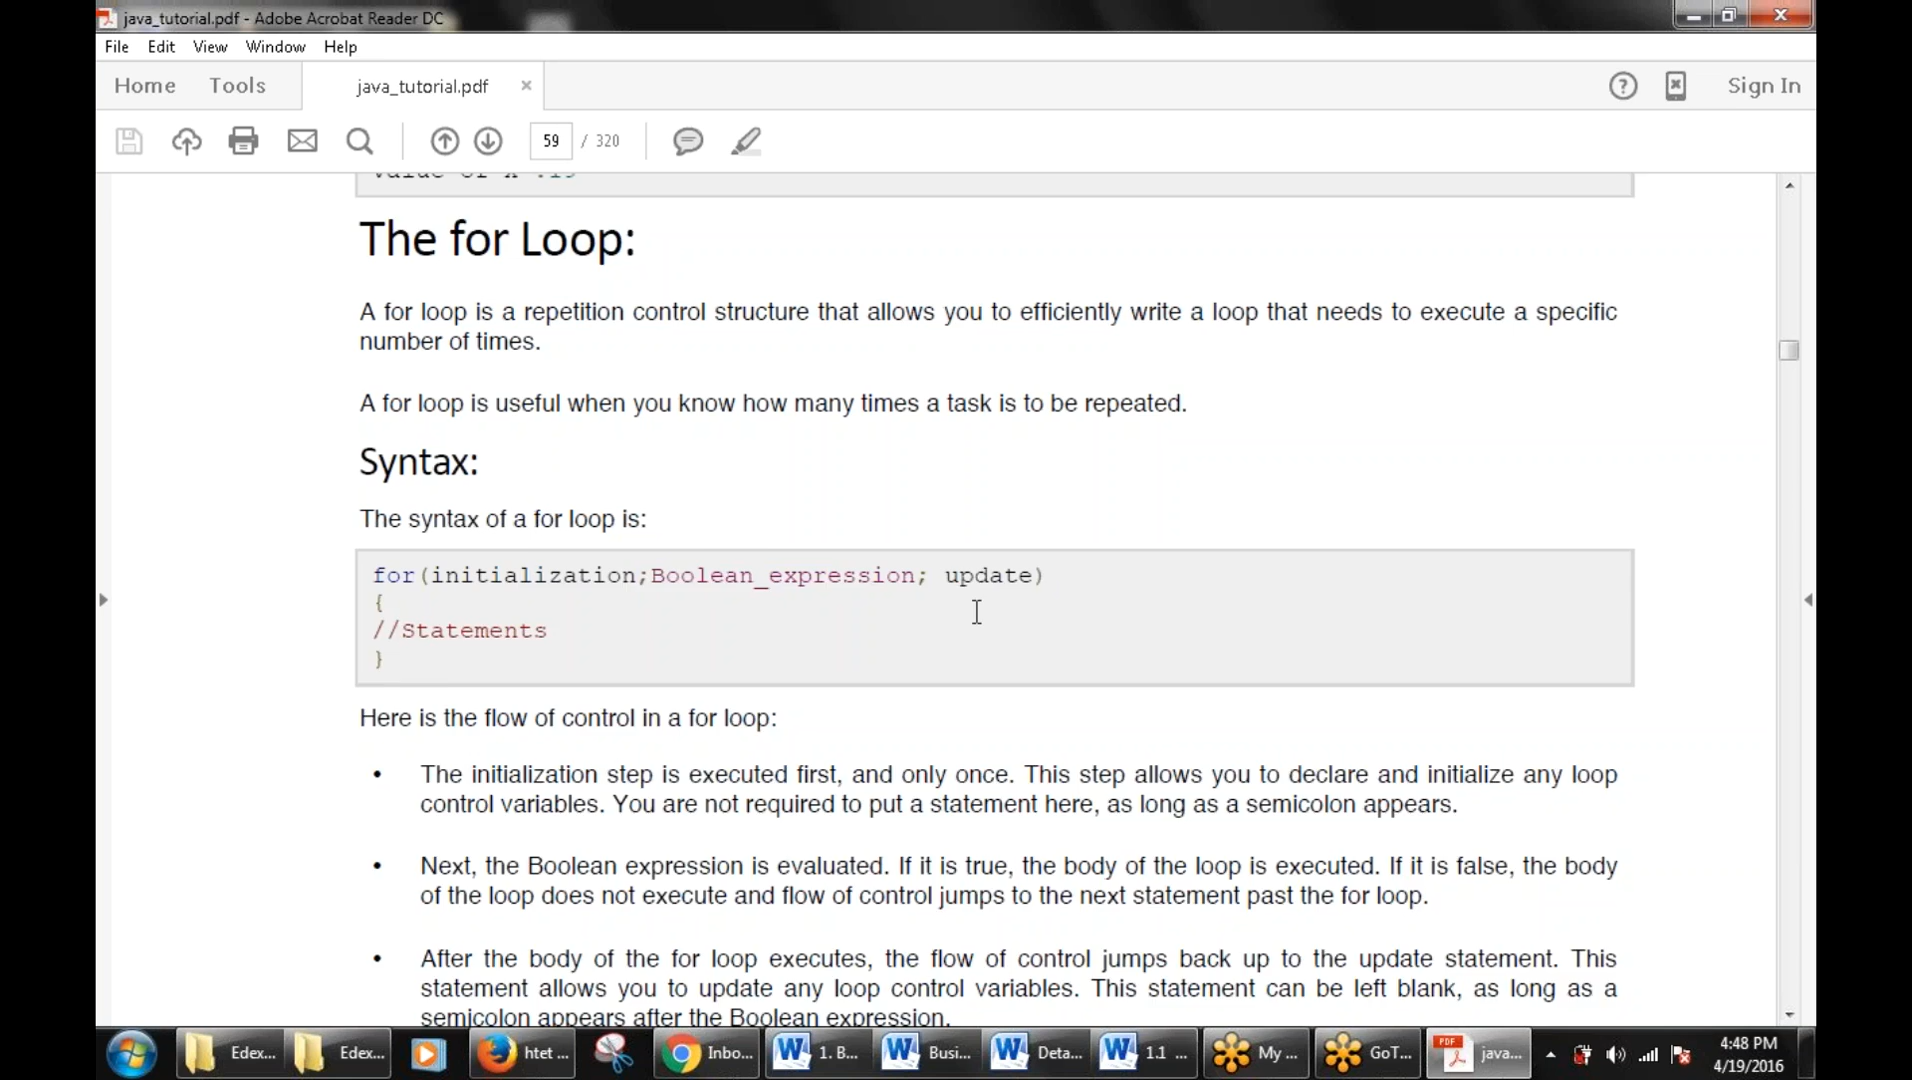 java_tutorial.pdf - Adobe Acrobat Reader DC
File Edit View Window Help
Home Tools java_tutorial.pdf × ? Sign In
59 / 320
The for Loop:
A for loop is a repetition control structure that allows you to efficiently write a loop that needs to execute a specific
number of times.
A for loop is useful when you know how many times a task is to be repeated.
Syntax:
The syntax of a for loop is:
for(initialization;Boolean_expression; update)
{
//Statements
}
Here is the flow of control in a for loop:
• The initialization step is executed first, and only once. This step allows you to declare and initialize any loop
control variables. You are not required to put a statement here, as long as a semicolon appears.
• Next, the Boolean expression is evaluated. If it is true, the body of the loop is executed. If it is false, the body
of the loop does not execute and flow of control jumps to the next statement past the for loop.
• After the body of the for loop executes, the flow of control jumps back up to the update statement. This
statement allows you to update any loop control variables. This statement can be left blank, as long as a
semicolon appears after the Boolean expression.
Edex... Edex... htet ... Inbo... 1. B... Busi... Deta... 1.1 ... My ... GoT... PDF java... 4:48 PM
4/19/2016